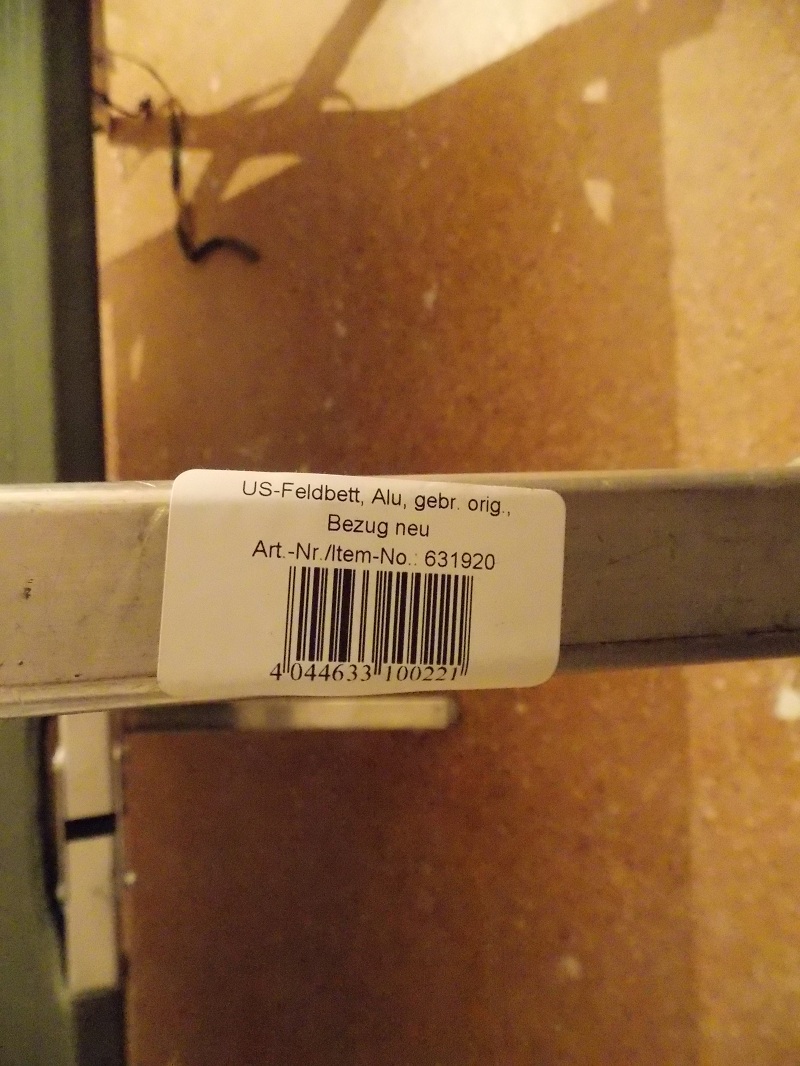 US-Feldbett, Alu, gebr. orig.,
Bezug neu
Art.-Nr./Item-No.: 631920
4 044633 100221